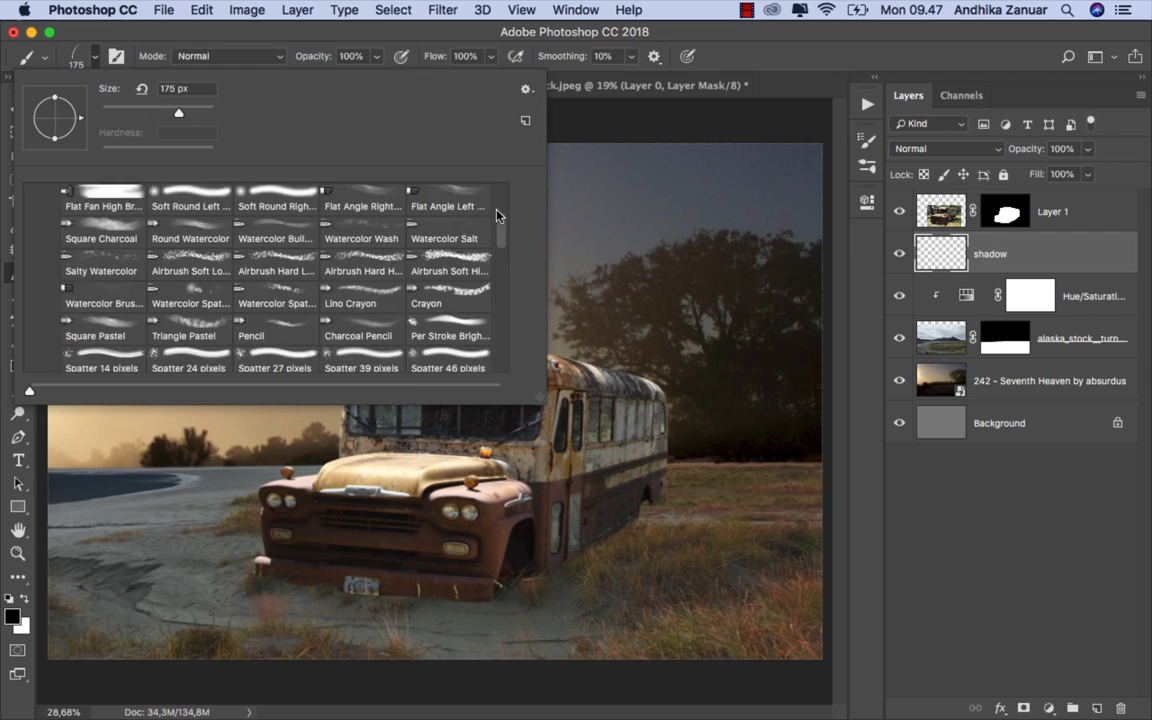 Photoshop CC File Edit Image Layer Type Select Filter 3D View Window Help Mon 09.47 Andhika Zanuar
Adobe Photoshop CC 2018
175 Mode: Normal Opacity: 100% Flow: 100% Smoothing: 10%
Size: 175 px
ck.jpeg @ 19% (Layer 0, Layer Mask/8) *
Hardness:
Flat Fan High Br... Soft Round Left ... Soft Round Righ... Flat Angle Right... Flat Angle Left ...
Square Charcoal Round Watercolor Watercolor Buil... Watercolor Wash Watercolor Salt
Salty Watercolor Airbrush Soft Lo... Airbrush Hard L... Airbrush Hard H... Airbrush Soft Hi...
Watercolor Brus... Watercolor Spat... Watercolor Spat... Lino Crayon Crayon
Square Pastel Triangle Pastel Pencil Charcoal Pencil Per Stroke Brigh...
Spatter 14 pixels Spatter 24 pixels Spatter 27 pixels Spatter 39 pixels Spatter 46 pixels
Layers Channels
Kind
Normal Opacity: 100%
Lock: Fill: 100%
Layer 1
shadow
Hue/Saturati...
alaska_stock__turn...
242 - Seventh Heaven by absurdus
Background
28,68% Doc: 34,3M/134,8M